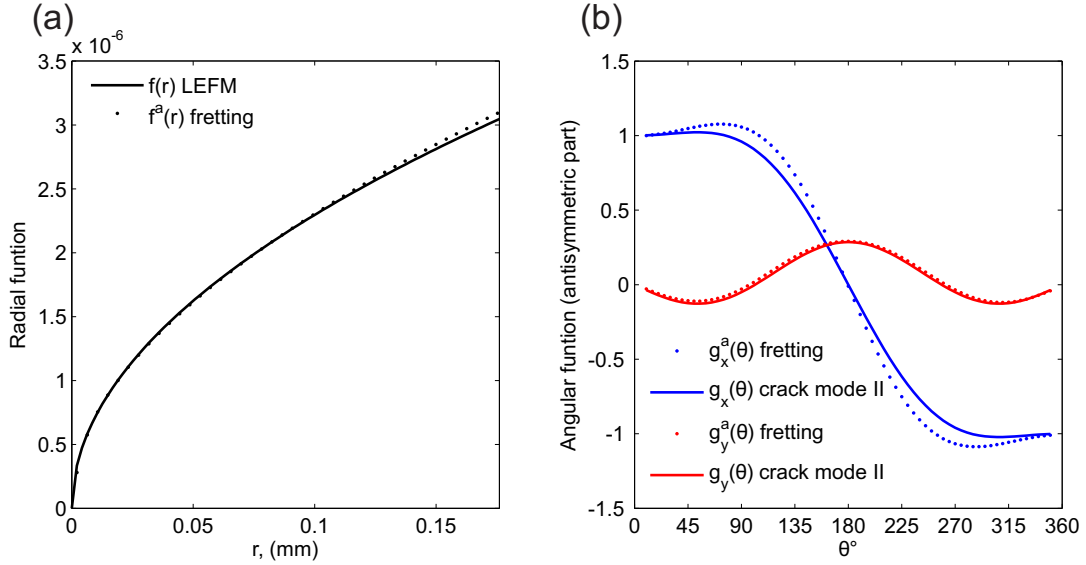 (a)
x 10^-6
3.5
3
2.5
2
1.5
1
0.5
0
0
0.05
0.1
0.15
Radial funtion
r, (mm)
f(r) LEFM
f^a(r) fretting
(b)
1.5
1
0.5
0
-0.5
-1
-1.5
0
45
90
135
180
225
270
315
360
Angular funtion (antisymmetric part)
θ°
g_x^a(θ) fretting
g_x(θ) crack mode II
g_y^a(θ) fretting
g_y(θ) crack mode II